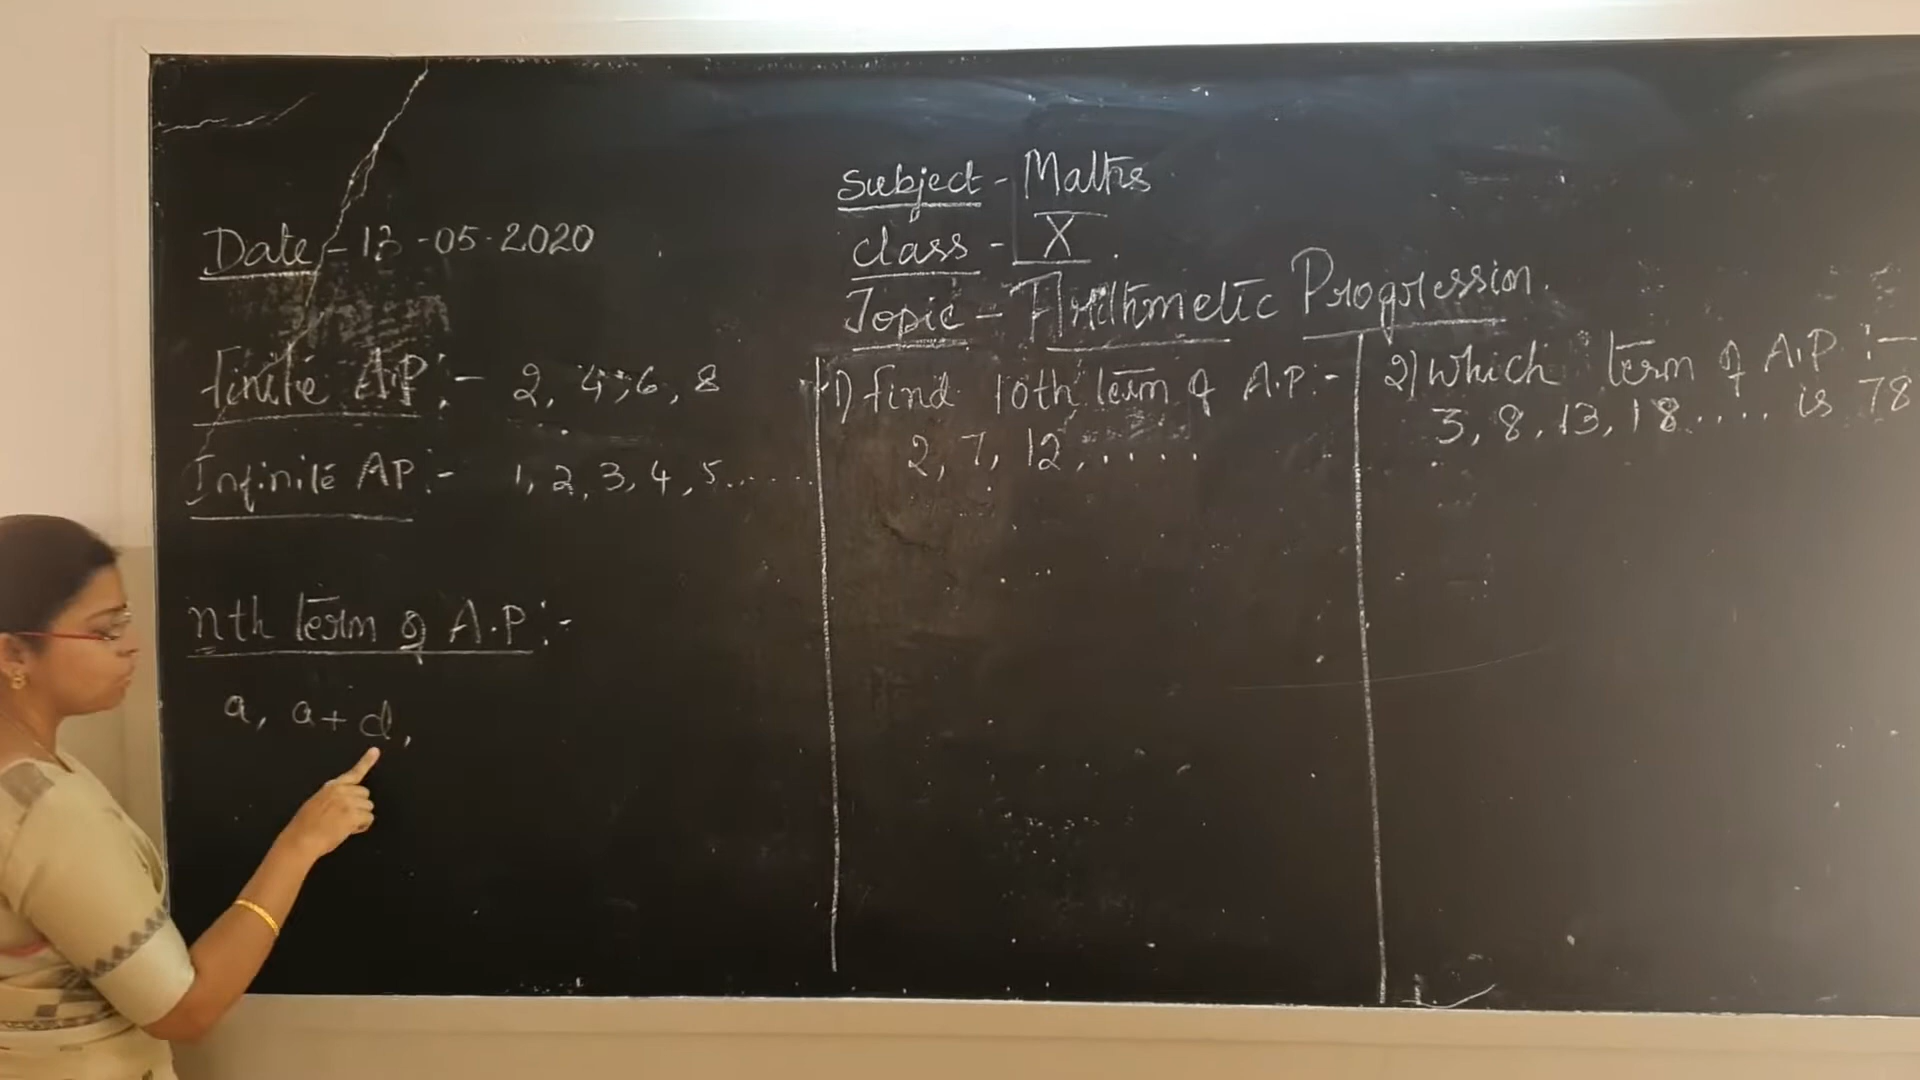 Subject - Maths
Date - 13-05-2020
Class - X
Topic - Arithmetic Progression.
Finite A.P :- 2, 4, 6, 8
Infinite AP :- 1, 2, 3, 4, 5......
nth term of A.P :-
a, a+d,
1) Find 10th term of A.P :-
2, 7, 12, ....
2) Which term of A.P :-
3, 8, 13, 18.... is 78